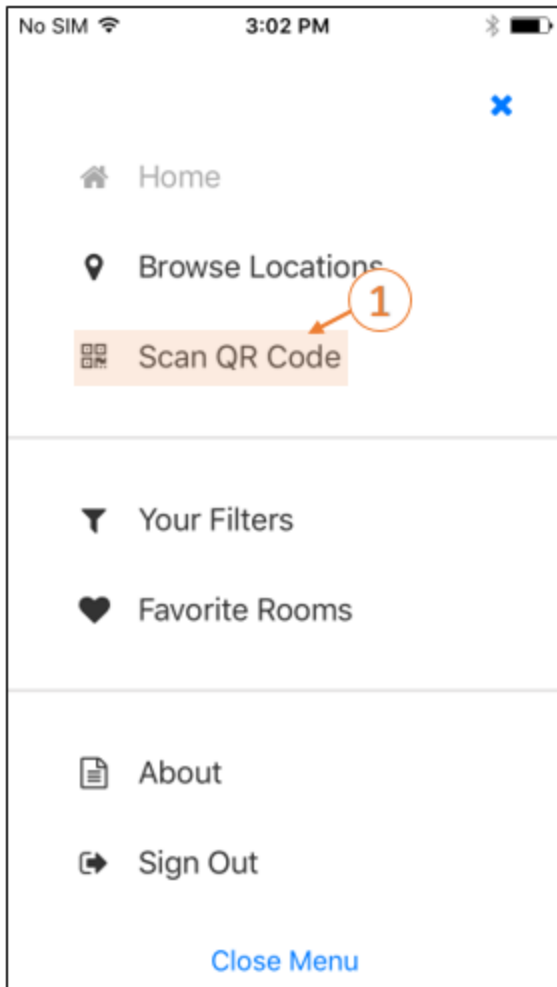 No SIM 3:02 PM
Home
Browse Locations
1
Scan QR Code
Your Filters
Favorite Rooms
About
Sign Out
Close Menu